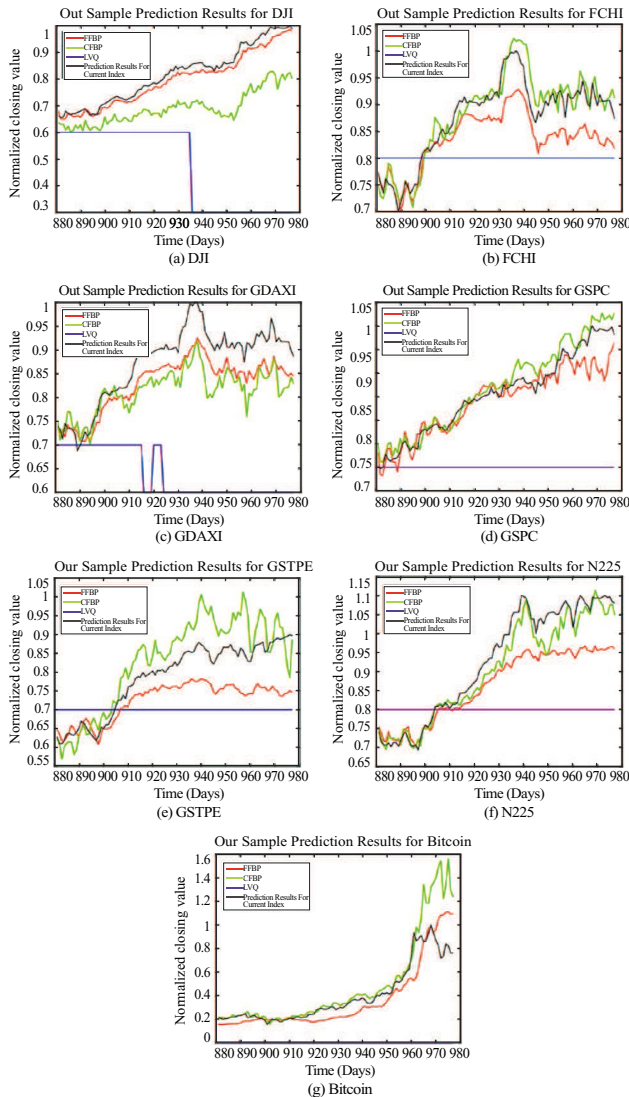 Out Sample Prediction Results for DJI
Normalized closing value
1
0.9
0.8
0.7
0.6
0.5
0.4
0.3
FFBP
CFBP
LVQ
Prediction Results For
Current Index
880 890 900 910 920 930 940 950 960 970 980
Time (Days)
(a) DJI
Out Sample Prediction Results for FCHI
Normalized closing value
1.05
1
0.95
0.9
0.85
0.8
0.75
0.7
FFBP
CFBP
LVQ
Prediction Results For
Current Index
880 890 900 910 920 930 940 950 960 970 980
Time (Days)
(b) FCHI
Out Sample Prediction Results for GDAXI
Normalized closing value
1
0.95
0.9
0.85
0.8
0.75
0.7
0.65
0.6
FFBP
CFBP
LVQ
Prediction Results For
Current Index
880 890 900 910 920 930 940 950 960 970 980
Time (Days)
(c) GDAXI
Out Sample Prediction Results for GSPC
Normalized closing value
1.05
1
0.95
0.9
0.85
0.8
0.75
0.7
FFBP
CFBP
LVQ
Prediction Results For
Current Index
880 890 900 910 920 930 940 950 960 970 980
Time (Days)
(d) GSPC
Our Sample Prediction Results for GSTPE
Normalized closing value
1.05
1
0.95
0.9
0.85
0.8
0.75
0.7
0.65
0.6
0.55
FFBP
CFBP
LVQ
Prediction Results For
Current Index
880 890 900 910 920 930 940 950 960 970 980
Time (Days)
(e) GSTPE
Our Sample Prediction Results for N225
Normalized closing value
1.10
1.1
1.05
1
0.95
0.9
0.8
0.8
0.75
0.7
0.65
FFBP
CFBP
LVQ
Prediction Results For
Current Index
880 890 900 910 920 930 940 950 960 970 980
Time (Days)
(f) N225
Our Sample Prediction Results for Bitcoin
Normalized closing value
1.6
1.4
1.2
1
0.8
0.6
0.4
0.2
0
FFBP
CFBP
LVQ
Prediction Results For
Current Index
880 890 900 910 920 930 940 950 960 970 980
Time (Days)
(g) Bitcoin